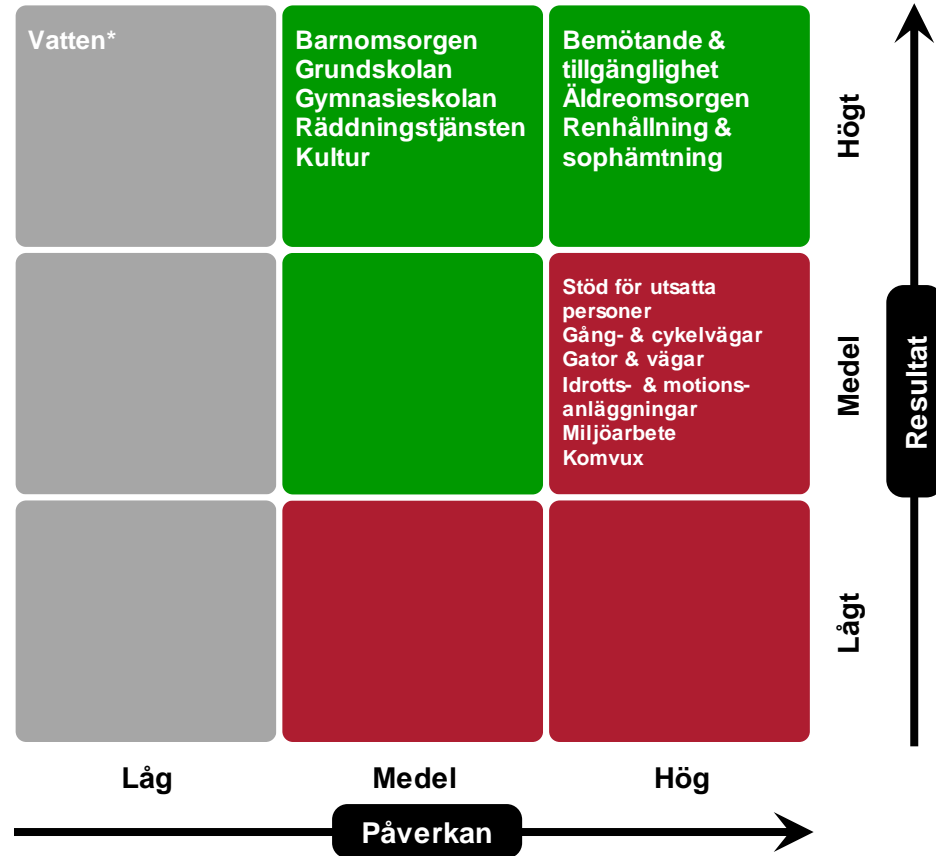 Vatten*
Barnomsorgen
Grundskolan
Gymnasieskolan
Räddningstjänsten
Kultur
Bemötande &
tillgänglighet
Äldreomsorgen
Renhållning &
sophämtning
Högt
Stöd för utsatta
personer
Gång- & cykelvägar
Gator & vägar
Idrotts- & motions-
anläggningar
Miljöarbete
Komvux
Medel
Resultat
Lågt
Låg
Medel
Hög
Påverkan